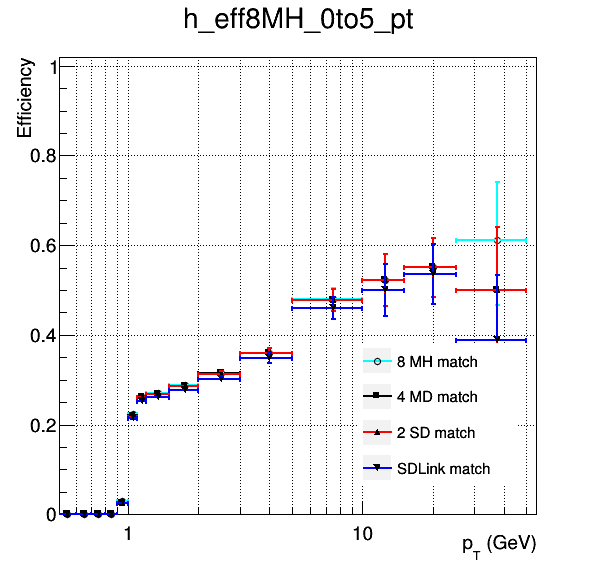 h_eff8MH_0to5_pt
Efficiency
1
0.8
0.6
0.4
0.2
0
8 MH match
4 MD match
2 SD match
SDLink match
1
10
p_T (GeV)